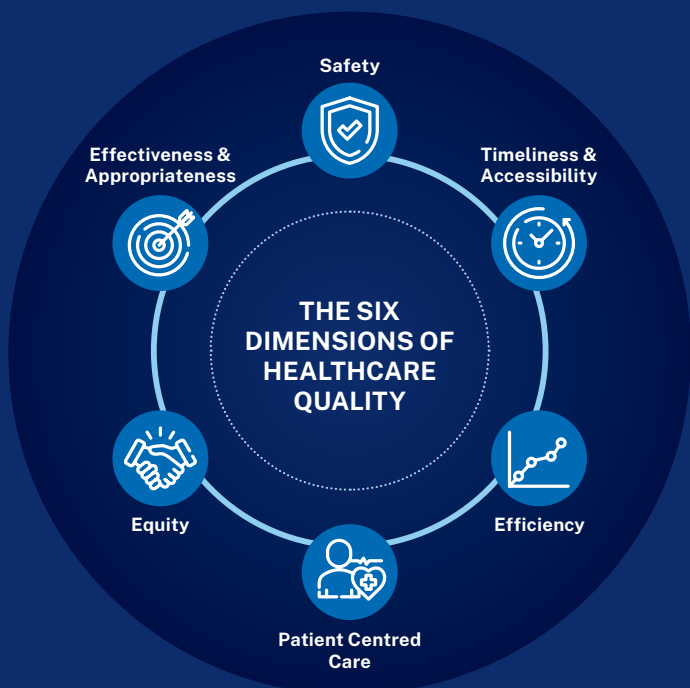 Safety
Effectiveness &
Appropriateness
Timeliness &
Accessibility
THE SIX
DIMENSIONS OF
HEALTHCARE
QUALITY
Equity
Efficiency
Patient Centred
Care